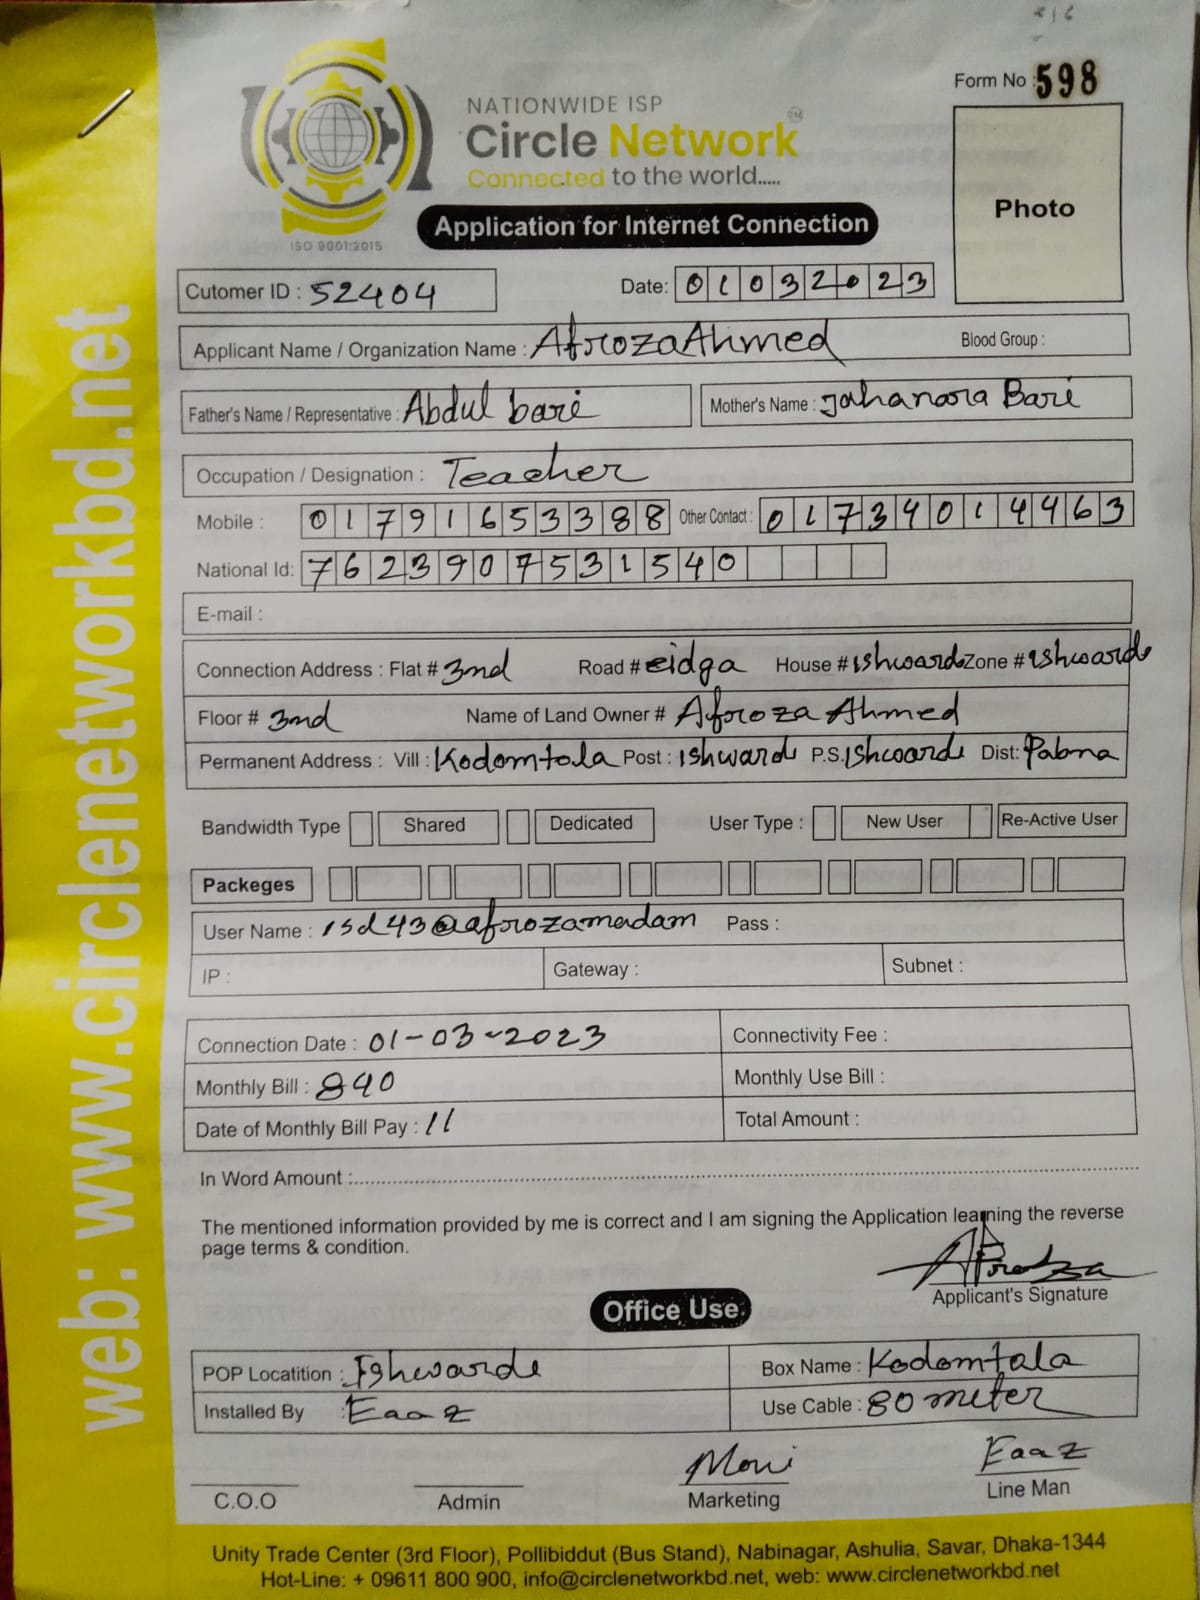 Form No : 598
NATIONWIDE ISP
Circle Network
Connected to the world.....
ISO 9001:2015
Application for Internet Connection
Photo
Cutomer ID : 52404
Date: 01032023
Applicant Name / Organization Name : Afroza Ahmed Blood Group :
Father's Name / Representative : Abdul bari Mother's Name : Jahanara Bari
Occupation / Designation : Teacher
Mobile : 01791653388 Other Contact : 01734014463
National Id: 7623907531540
E-mail :
Connection Address : Flat # 3nd Road # eidga House # ishwardi Zone # ishwardi
Floor # 3nd Name of Land Owner # Afroza Ahmed
Permanent Address : Vill : Kodomtola Post : ishwardi P.S. Ishwardi Dist: Pabna
Bandwidth Type Shared Dedicated User Type : New User Re-Active User
Packeges
User Name : isd43@afrozamadam Pass :
IP : Gateway : Subnet :
Connection Date : 01-03-2023 Connectivity Fee :
Monthly Bill : 840 Monthly Use Bill :
Date of Monthly Bill Pay : 11 Total Amount :
In Word Amount :
The mentioned information provided by me is correct and I am signing the Application learning the reverse
page terms & condition.
Afroza
Applicant's Signature
Office Use
POP Locatition : Ishwarde Box Name : Kodomtala
Installed By : Eaaz Use Cable : 80 meter
Moni Eaaz
C.O.O Admin Marketing Line Man
Unity Trade Center (3rd Floor), Pollibiddut (Bus Stand), Nabinagar, Ashulia, Savar, Dhaka-1344
Hot-Line: + 09611 800 900, info@circlenetworkbd.net, web: www.circlenetworkbd.net
web: www.circlenetworkbd.net